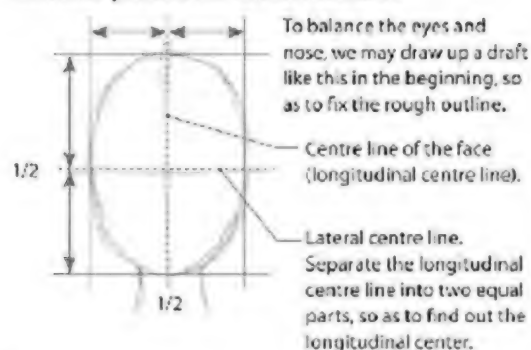 To balance the eyes and
nose, we may draw up a draft
like this in the beginning, so
as to fix the rough outline.
Centre line of the face
(longitudinal centre line).
1/2
Lateral centre line.
Separate the longitudinal
centre line into two equal
parts, so as to find out the
longitudinal center.
1/2